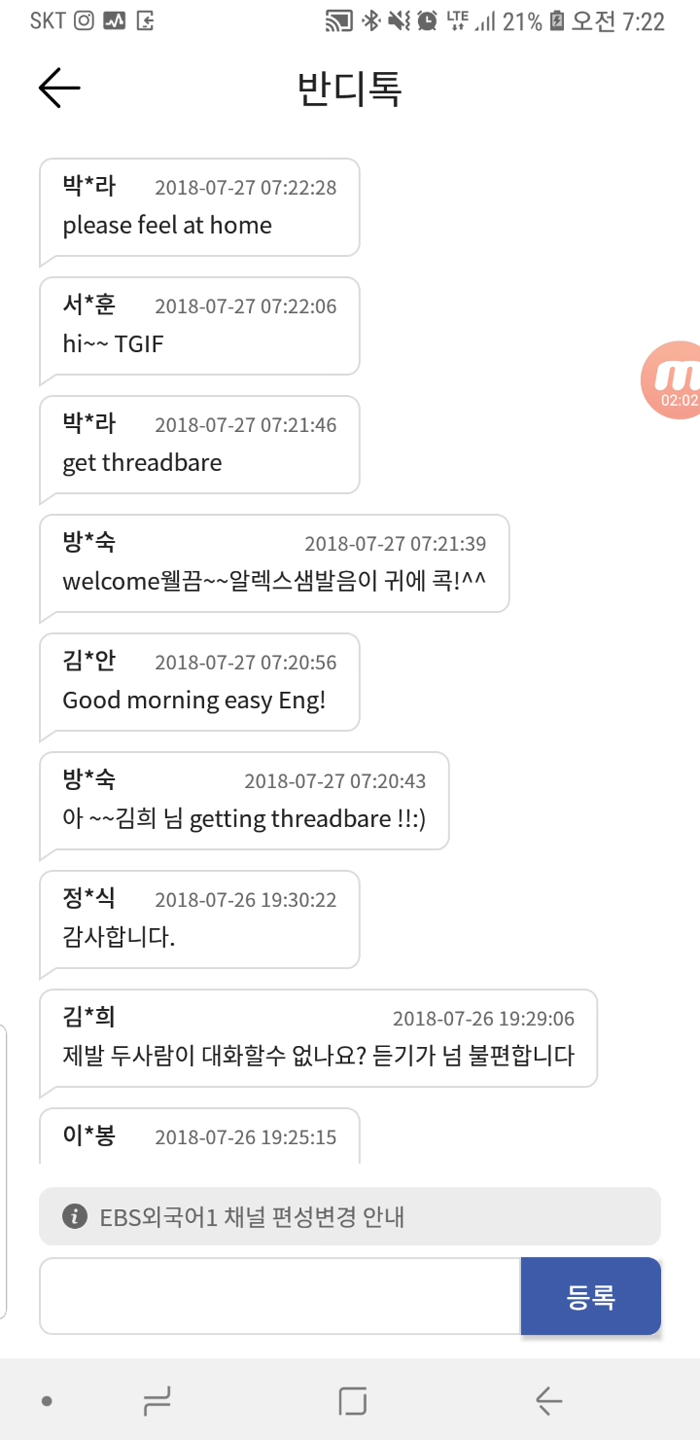 SKT LTE 21% 오전 7:22
반디톡
박*라 2018-07-27 07:22:28
please feel at home
서*훈 2018-07-27 07:22:06
hi~~ TGIF
m
02:02
박*라 2018-07-27 07:21:46
get threadbare
방*숙 2018-07-27 07:21:39
welcome웰끔~~알렉스샘발음이 귀에 콕!^^
김*안 2018-07-27 07:20:56
Good morning easy Eng!
방*숙 2018-07-27 07:20:43
아 ~~김희 님 getting threadbare !!:)
정*식 2018-07-26 19:30:22
감사합니다.
김*희 2018-07-26 19:29:06
제발 두사람이 대화할수 없나요? 듣기가 넘 불편합니다
이*봉 2018-07-26 19:25:15
EBS외국어1 채널 편성변경 안내
등록